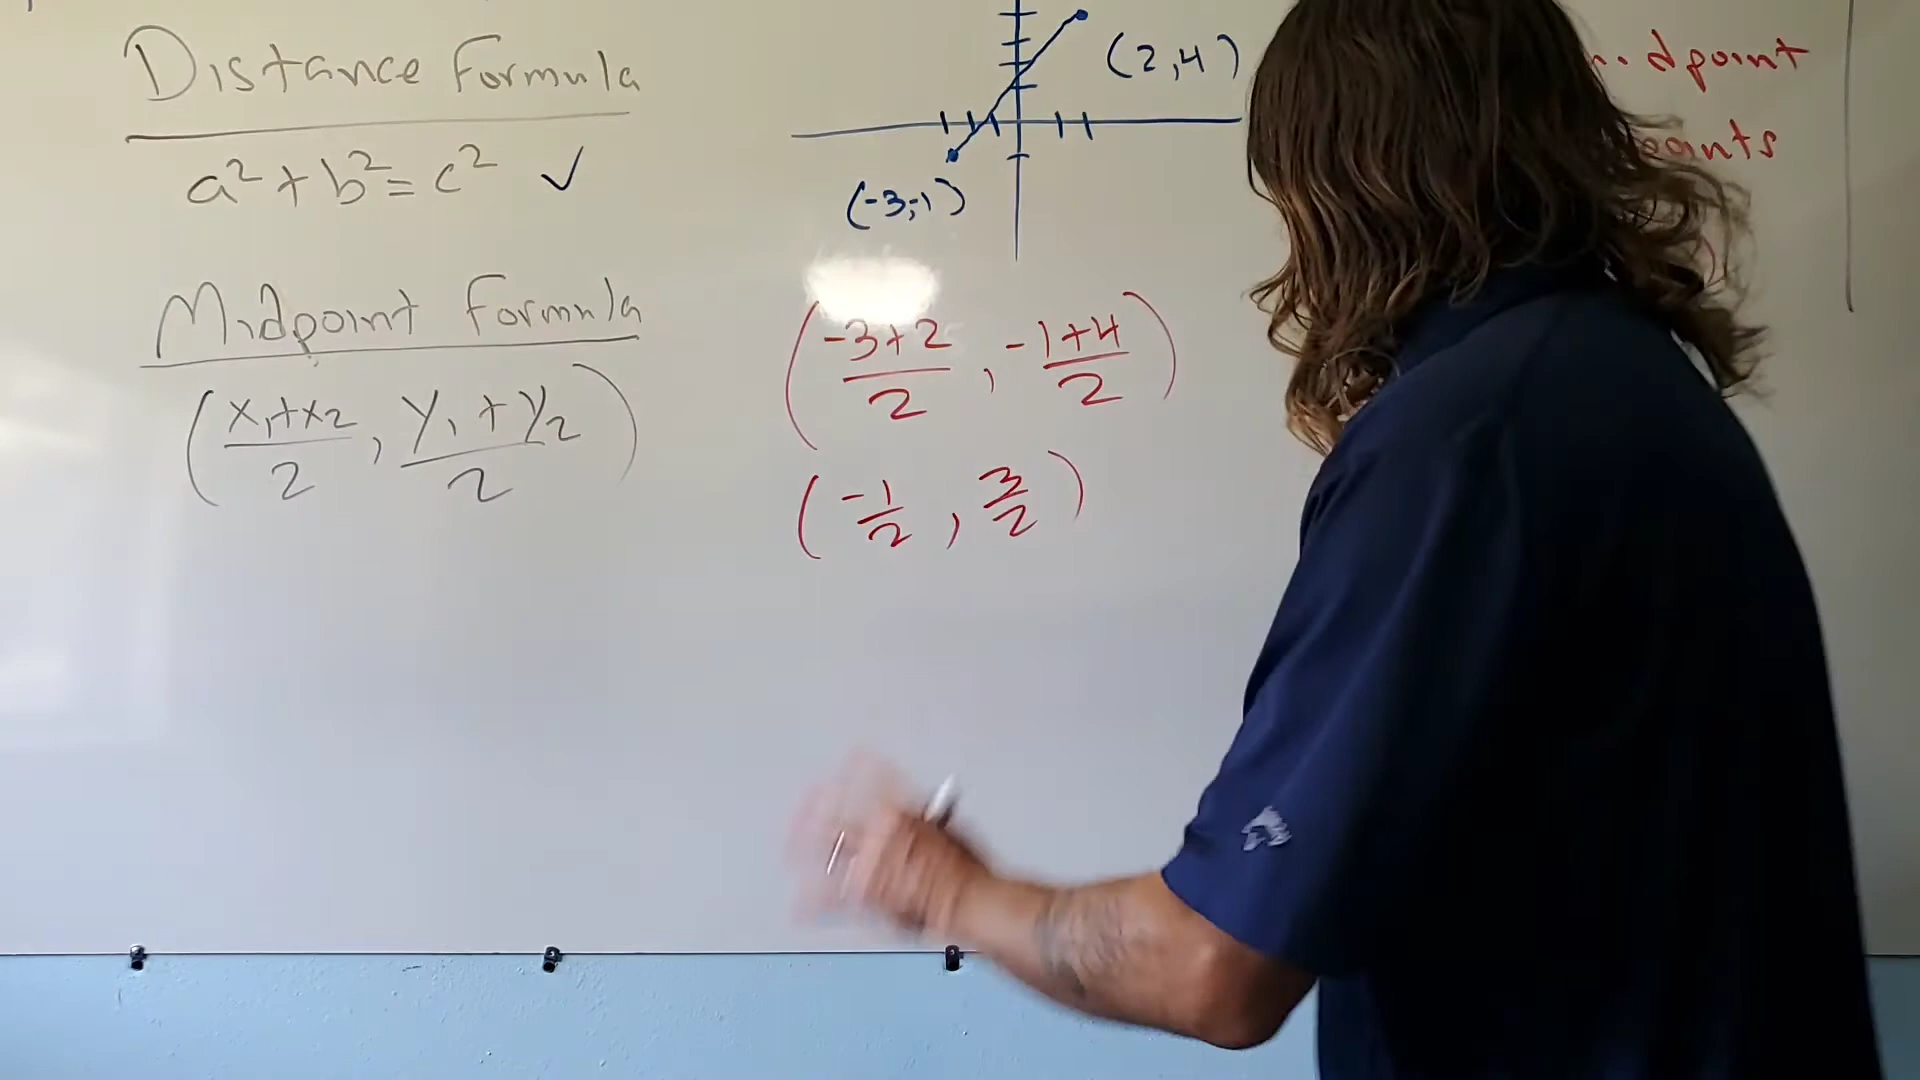 Distance Formula
a² + b² = c² ✓
Midpoint Formula
(x₁+x₂/2, y₁+y₂/2)
(2,4)
(-3,-1)
(-3+2/2, -1+4/2)
(-1/2, 3/2)